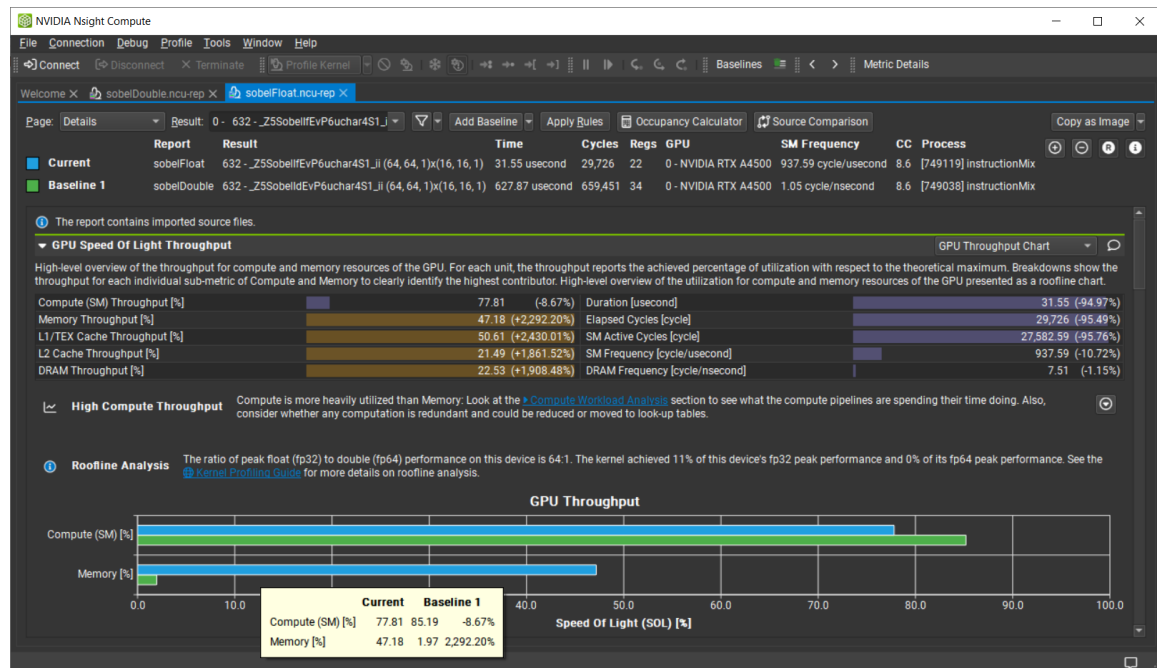 NVIDIA Nsight Compute
File Connection Debug Profile Tools Window Help
Connect Disconnect Terminate Profile Kernel Baselines Metric Details
Welcome sobelDouble.ncu-rep sobelFloat.ncu-rep
Page: Details Result: 0 - 632 - _Z5SobelIfEvP6uchar4S1_i Add Baseline Apply Rules Occupancy Calculator Source Comparison Copy as Image
Report Result Time Cycles Regs GPU SM Frequency CC Process
Current sobelFloat 632 - _Z5SobelIfEvP6uchar4S1_ii (64, 64, 1)x(16, 16, 1) 31.55 usecond 29,726 22 0 - NVIDIA RTX A4500 937.59 cycle/usecond 8.6 [749119] instructionMix
Baseline 1 sobelDouble 632 - _Z5SobelIdEvP6uchar4S1_ii (64, 64, 1)x(16, 16, 1) 627.87 usecond 659,451 34 0 - NVIDIA RTX A4500 1.05 cycle/nsecond 8.6 [749038] instructionMix
The report contains imported source files.
GPU Speed Of Light Throughput GPU Throughput Chart
High-level overview of the throughput for compute and memory resources of the GPU. For each unit, the throughput reports the achieved percentage of utilization with respect to the theoretical maximum. Breakdowns show the
throughput for each individual sub-metric of Compute and Memory to clearly identify the highest contributor. High-level overview of the utilization for compute and memory resources of the GPU presented as a roofline chart.
Compute (SM) Throughput [%] 77.81 (-8.67%) Duration [usecond] 31.55 (-94.97%)
Memory Throughput [%] 47.18 (+2,292.20%) Elapsed Cycles [cycle] 29,726 (-95.49%)
L1/TEX Cache Throughput [%] 50.61 (+2,430.01%) SM Active Cycles [cycle] 27,582.59 (-95.76%)
L2 Cache Throughput [%] 21.49 (+1,861.52%) SM Frequency [cycle/usecond] 937.59 (-10.72%)
DRAM Throughput [%] 22.53 (+1,908.48%) DRAM Frequency [cycle/nsecond] 7.51 (-1.15%)
High Compute Throughput Compute is more heavily utilized than Memory: Look at the Compute Workload Analysis section to see what the compute pipelines are spending their time doing. Also,
consider whether any computation is redundant and could be reduced or moved to look-up tables.
Roofline Analysis The ratio of peak float (fp32) to double (fp64) performance on this device is 64:1. The kernel achieved 11% of this device's fp32 peak performance and 0% of its fp64 peak performance. See the
Kernel Profiling Guide for more details on roofline analysis.
GPU Throughput
Compute (SM) [%]
Memory [%]
0.0 10.0 40.0 50.0 60.0 70.0 80.0 90.0 100.0
Speed Of Light (SOL) [%]
Current Baseline 1
Compute (SM) [%] 77.81 85.19 -8.67%
Memory [%] 47.18 1.97 2,292.20%